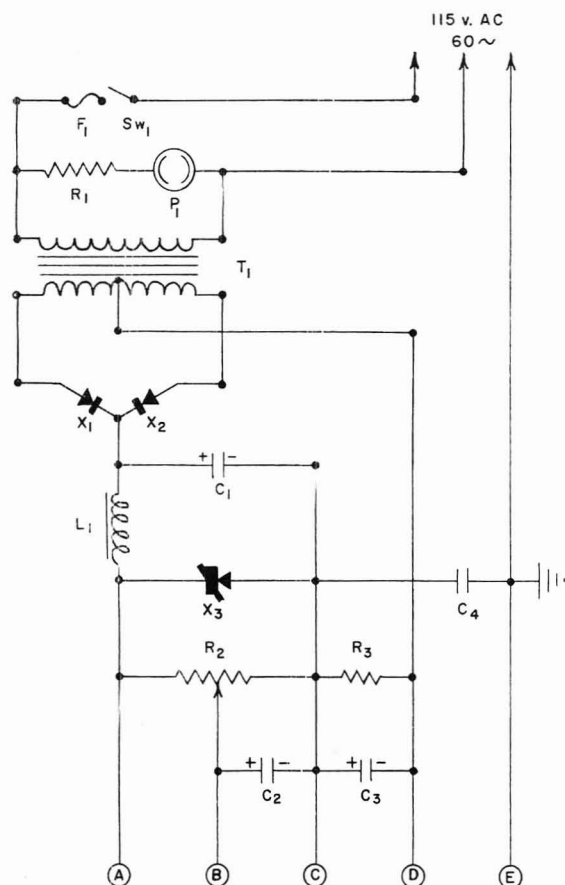 115 v. AC
60~
F1 Sw1
R1 P1
T1
X1 X2
+ -
C1
L1
X3 C4
R2 R3
+ - + -
C2 C3
A B C D E